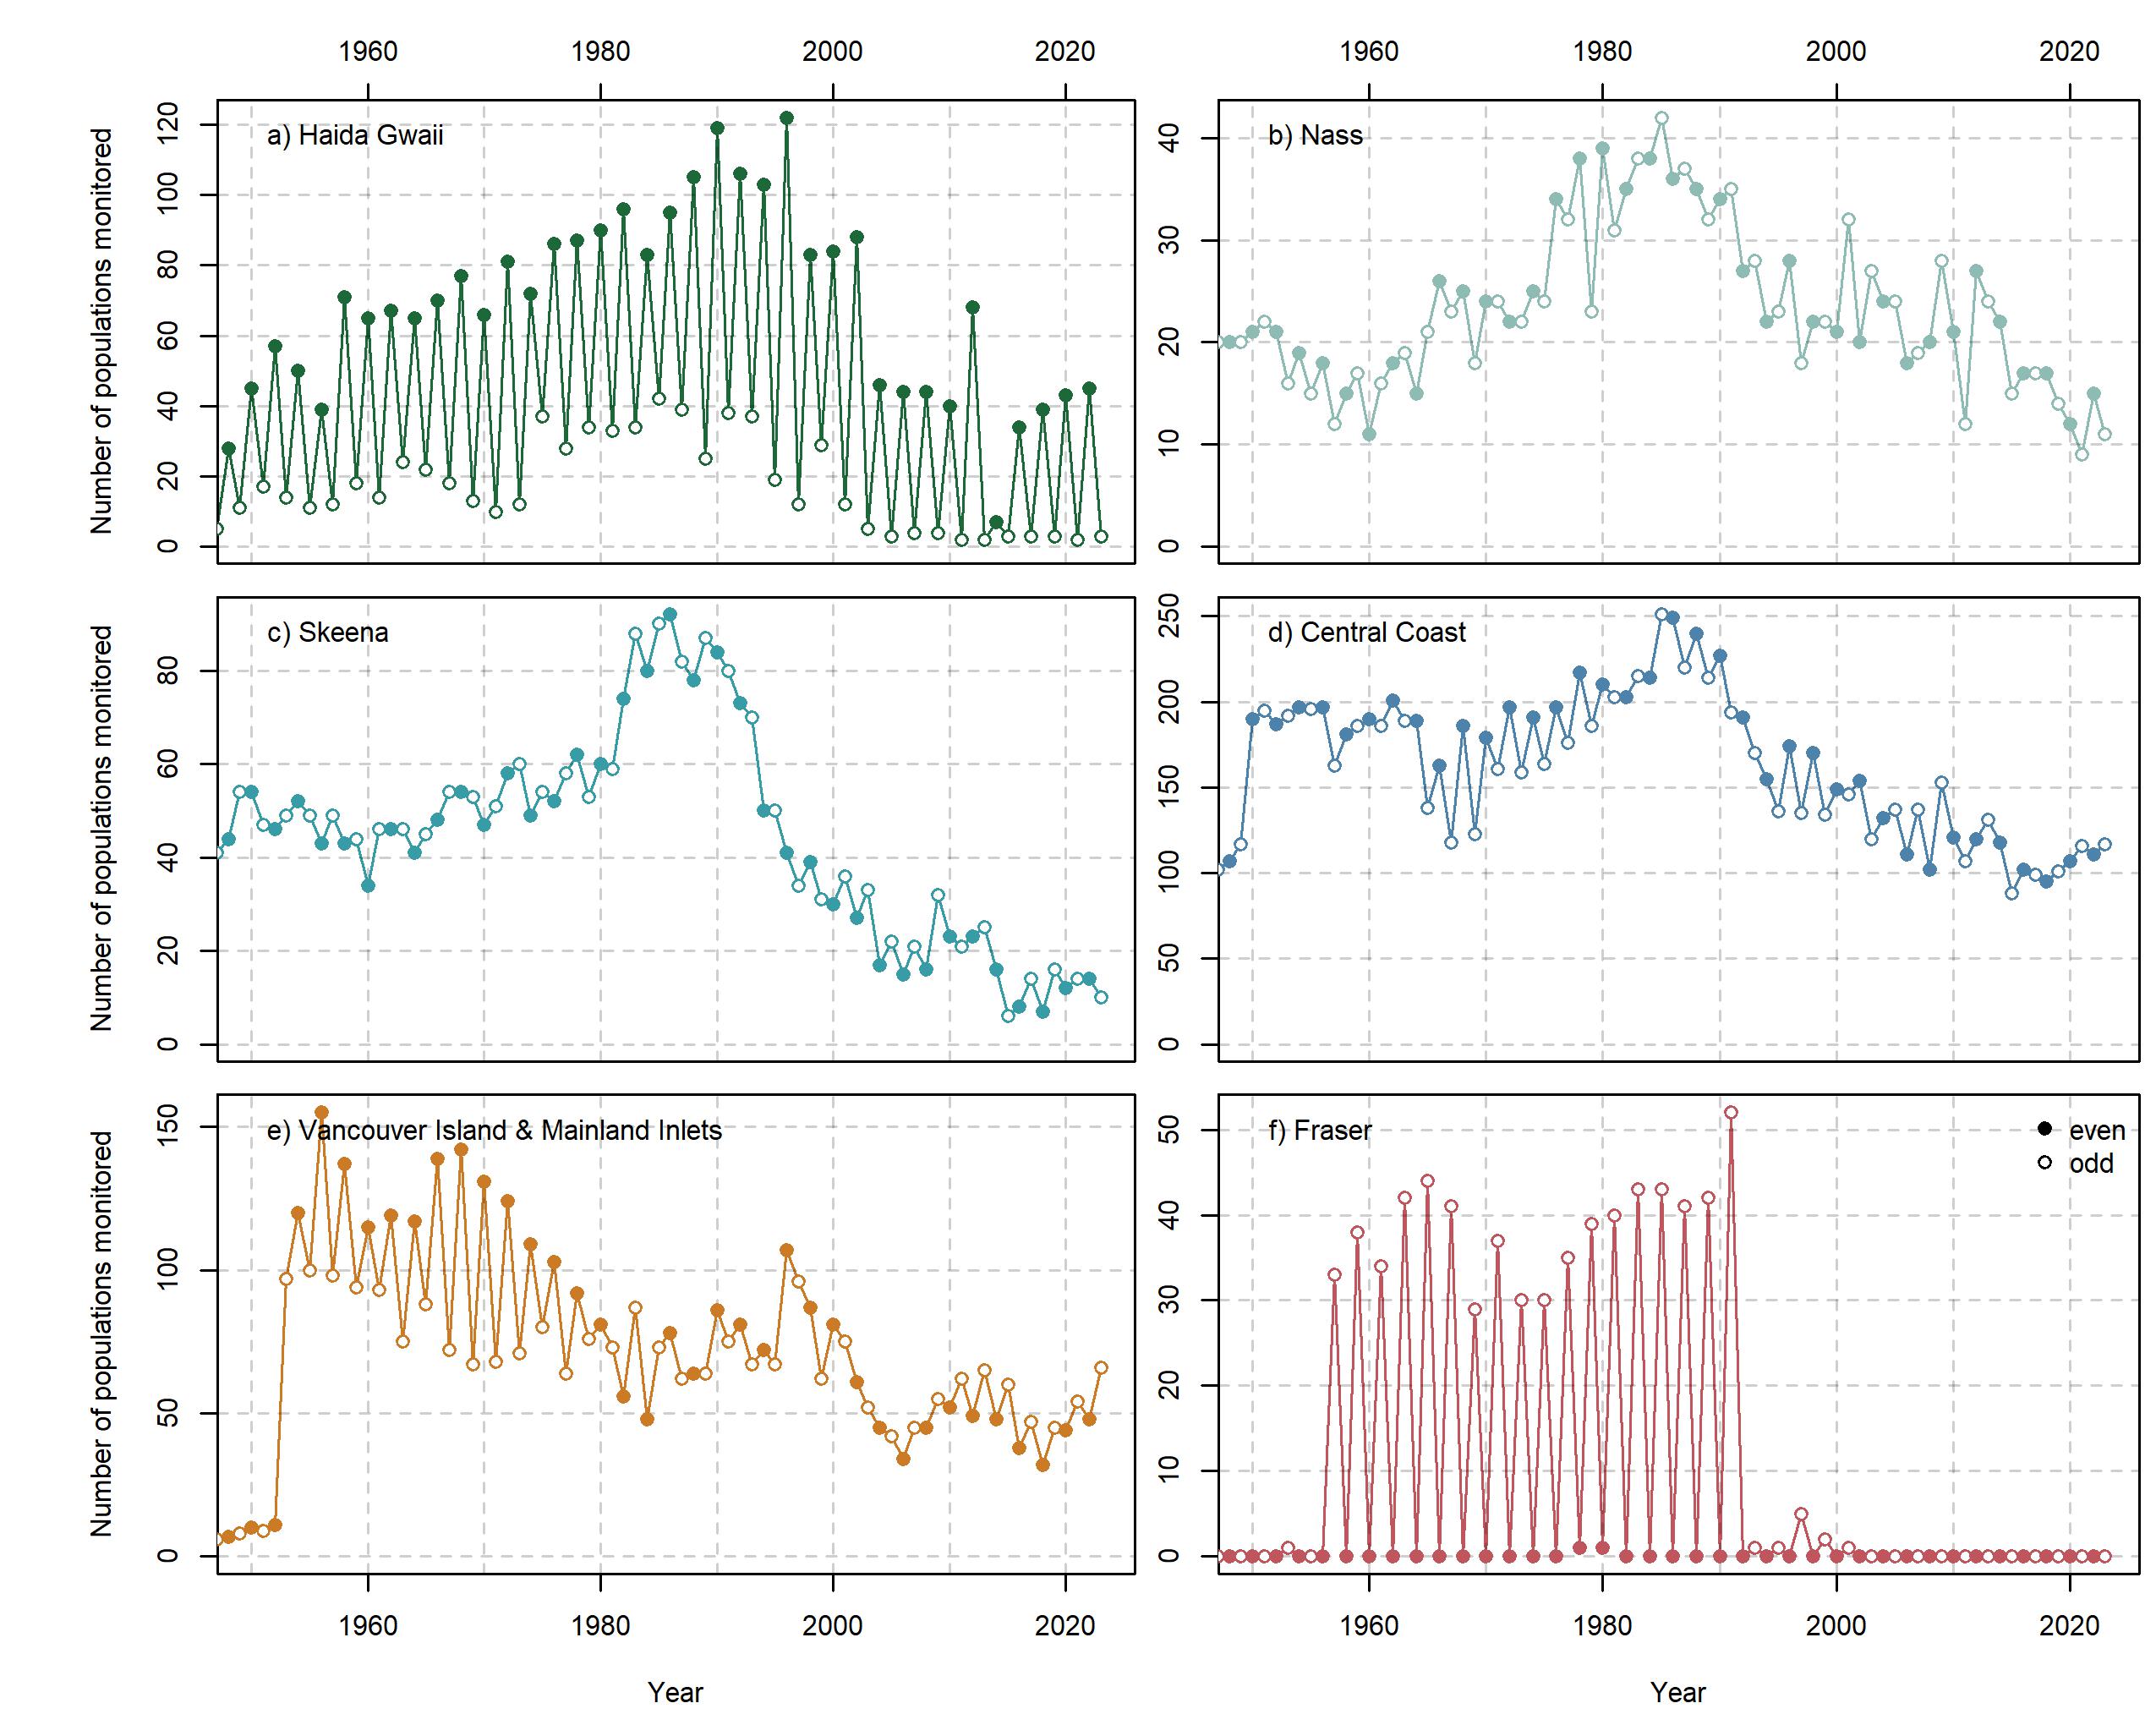 1960 1980 2000 2020 1960 1980 2000 2020
a) Haida Gwaii
Number of populations monitored
120
100
80
60
40
20
0
b) Nass
40
30
20
10
0
c) Skeena
Number of populations monitored
80
60
40
20
0
d) Central Coast
250
200
150
100
50
0
e) Vancouver Island & Mainland Inlets
Number of populations monitored
150
100
50
0
f) Fraser
even
odd
50
40
30
20
10
0
1960 1980 2000 2020 1960 1980 2000 2020
Year Year